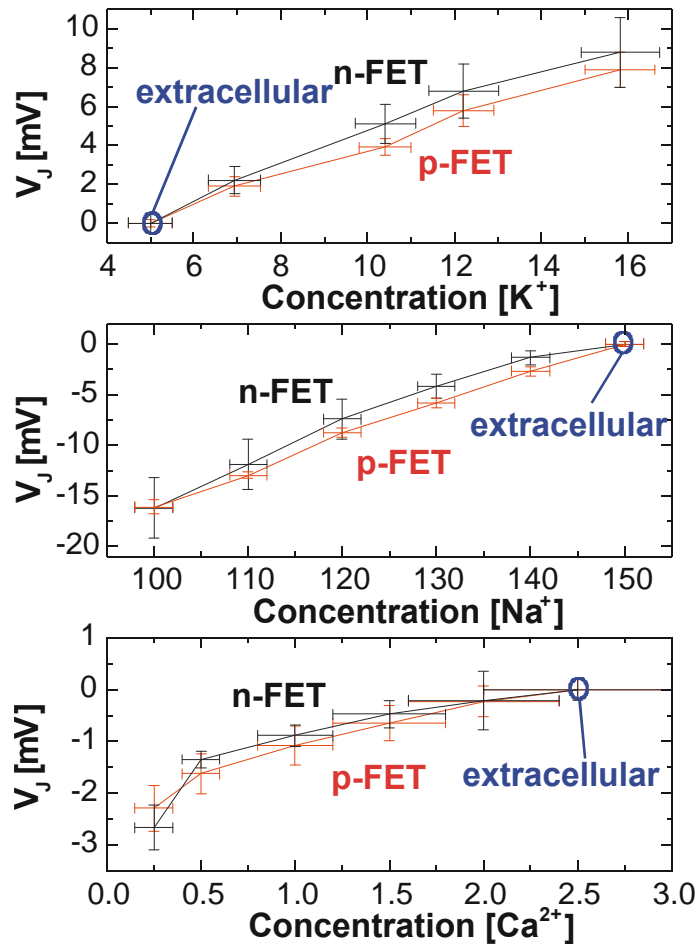 10
8
6
4
2
0
V_J [mV]
n-FET
extracellular
p-FET
4 6 8 10 12 14 16
Concentration [K⁺]
0
-5
-10
-15
-20
V_J [mV]
n-FET
extracellular
p-FET
100 110 120 130 140 150
Concentration [Na⁺]
1
0
-1
-2
-3
V_J [mV]
n-FET
p-FET
extracellular
0.0 0.5 1.0 1.5 2.0 2.5 3.0
Concentration [Ca²⁺]